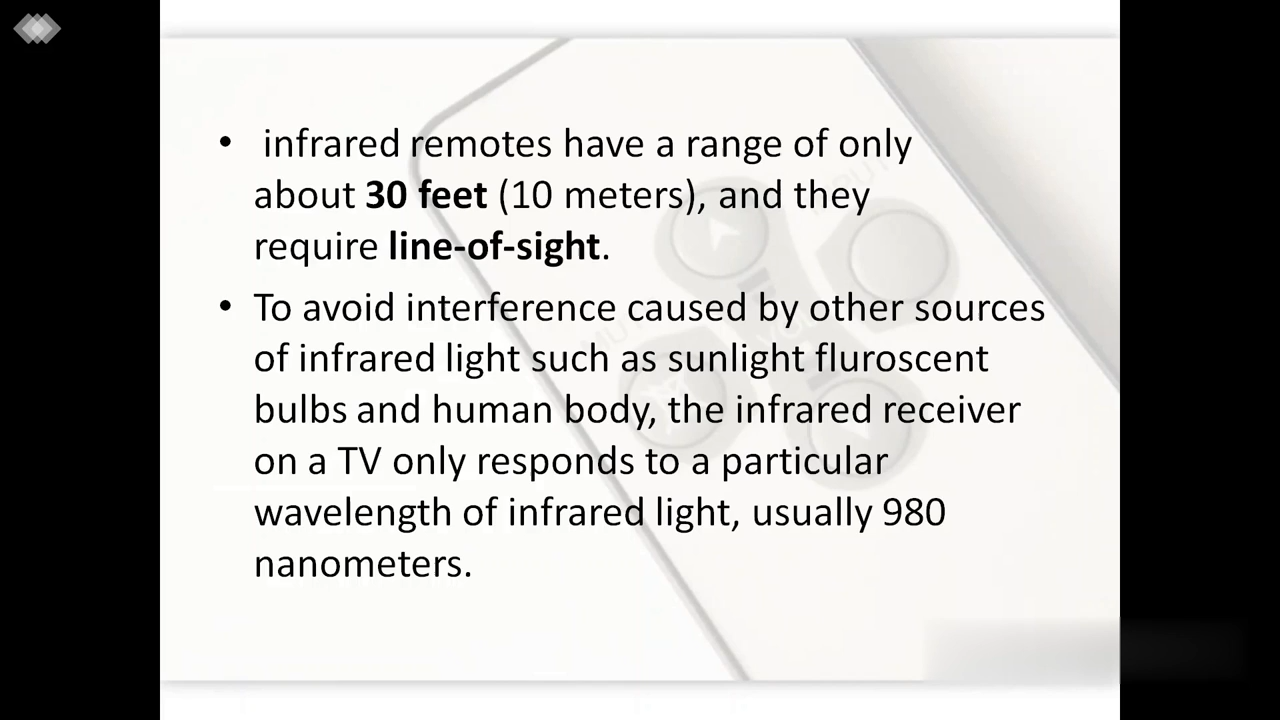 • infrared remotes have a range of only
about 30 feet (10 meters), and they
require line-of-sight.
• To avoid interference caused by other sources
of infrared light such as sunlight fluroscent
bulbs and human body, the infrared receiver
on a TV only responds to a particular
wavelength of infrared light, usually 980
nanometers.